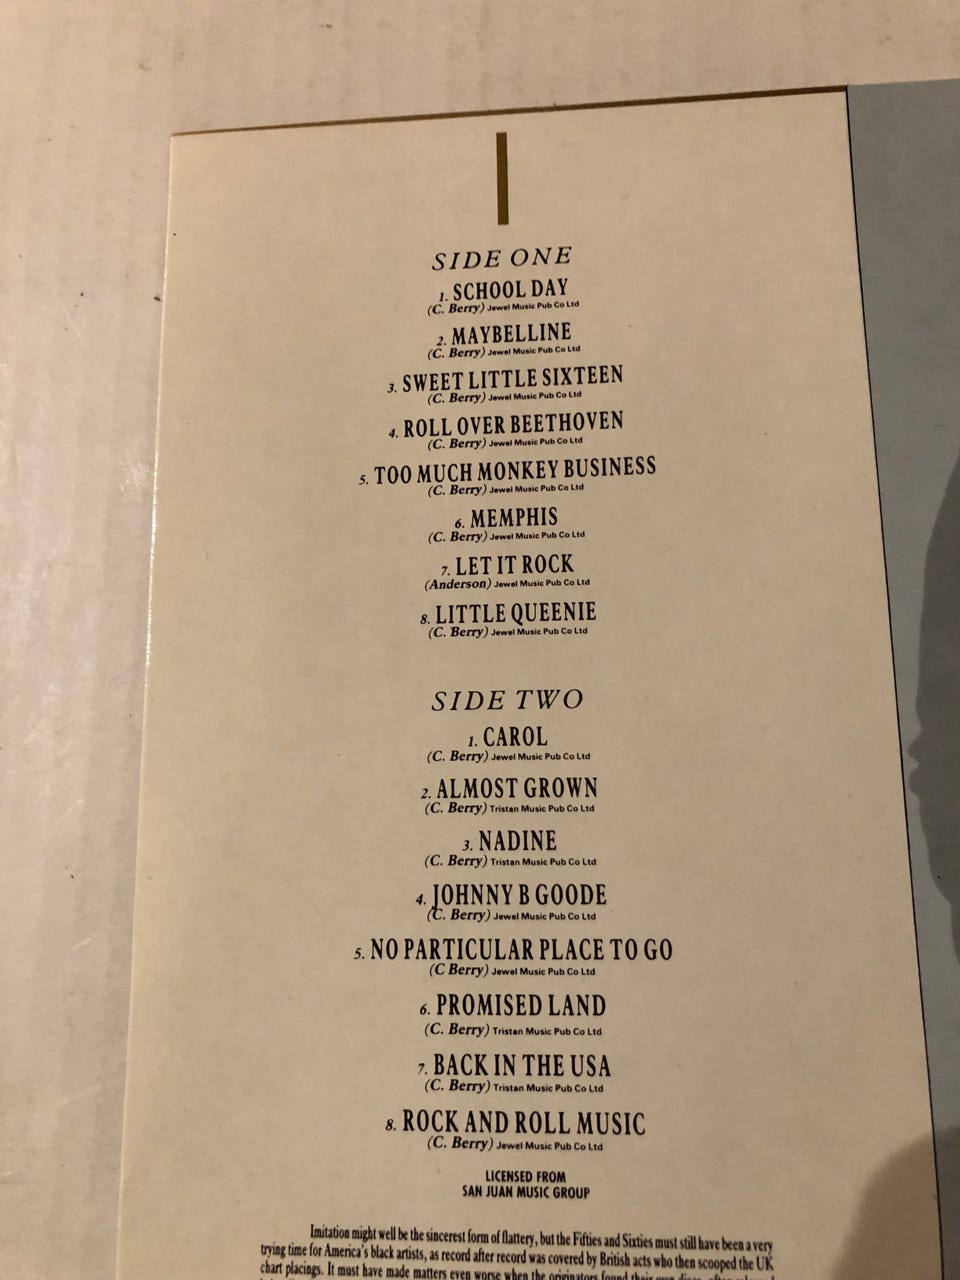 SIDE ONE
1. SCHOOL DAY
(C. Berry) Jewel Music Pub Co Ltd
2. MAYBELLINE
(C. Berry) Jewel Music Pub Co Ltd
3. SWEET LITTLE SIXTEEN
(C. Berry) Jewel Music Pub Co Ltd
4. ROLL OVER BEETHOVEN
(C. Berry) Jewel Music Pub Co Ltd
5. TOO MUCH MONKEY BUSINESS
(C. Berry) Jewel Music Pub Co Ltd
6. MEMPHIS
(C. Berry) Jewel Music Pub Co Ltd
7. LET IT ROCK
(Anderson) Jewel Music Pub Co Ltd
8. LITTLE QUEENIE
(C. Berry) Jewel Music Pub Co Ltd
SIDE TWO
1. CAROL
(C. Berry) Jewel Music Pub Co Ltd
2. ALMOST GROWN
(C. Berry) Tristan Music Pub Co Ltd
3. NADINE
(C. Berry) Tristan Music Pub Co Ltd
4. JOHNNY B GOODE
(C. Berry) Jewel Music Pub Co Ltd
5. NO PARTICULAR PLACE TO GO
(C Berry) Jewel Music Pub Co Ltd
6. PROMISED LAND
(C. Berry) Tristan Music Pub Co Ltd
7. BACK IN THE USA
(C. Berry) Tristan Music Pub Co Ltd
8. ROCK AND ROLL MUSIC
(C. Berry) Jewel Music Pub Co Ltd
LICENSED FROM
SAN JUAN MUSIC GROUP
Imitation might well be the sincerest form of flattery, but the Fifties and Sixties must still have been a very
trying time for America's black artists, as record after record was covered by British acts who then scooped the UK
chart placings. It must have made matters even worse when the originators found their own discs